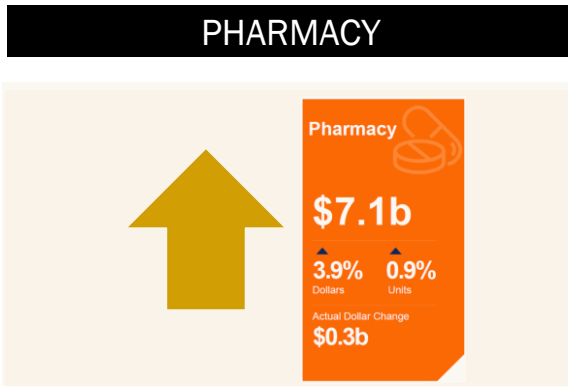 PHARMACY
Pharmacy
$7.1b
3.9% 0.9%
Dollars Units
Actual Dollar Change
$0.3b